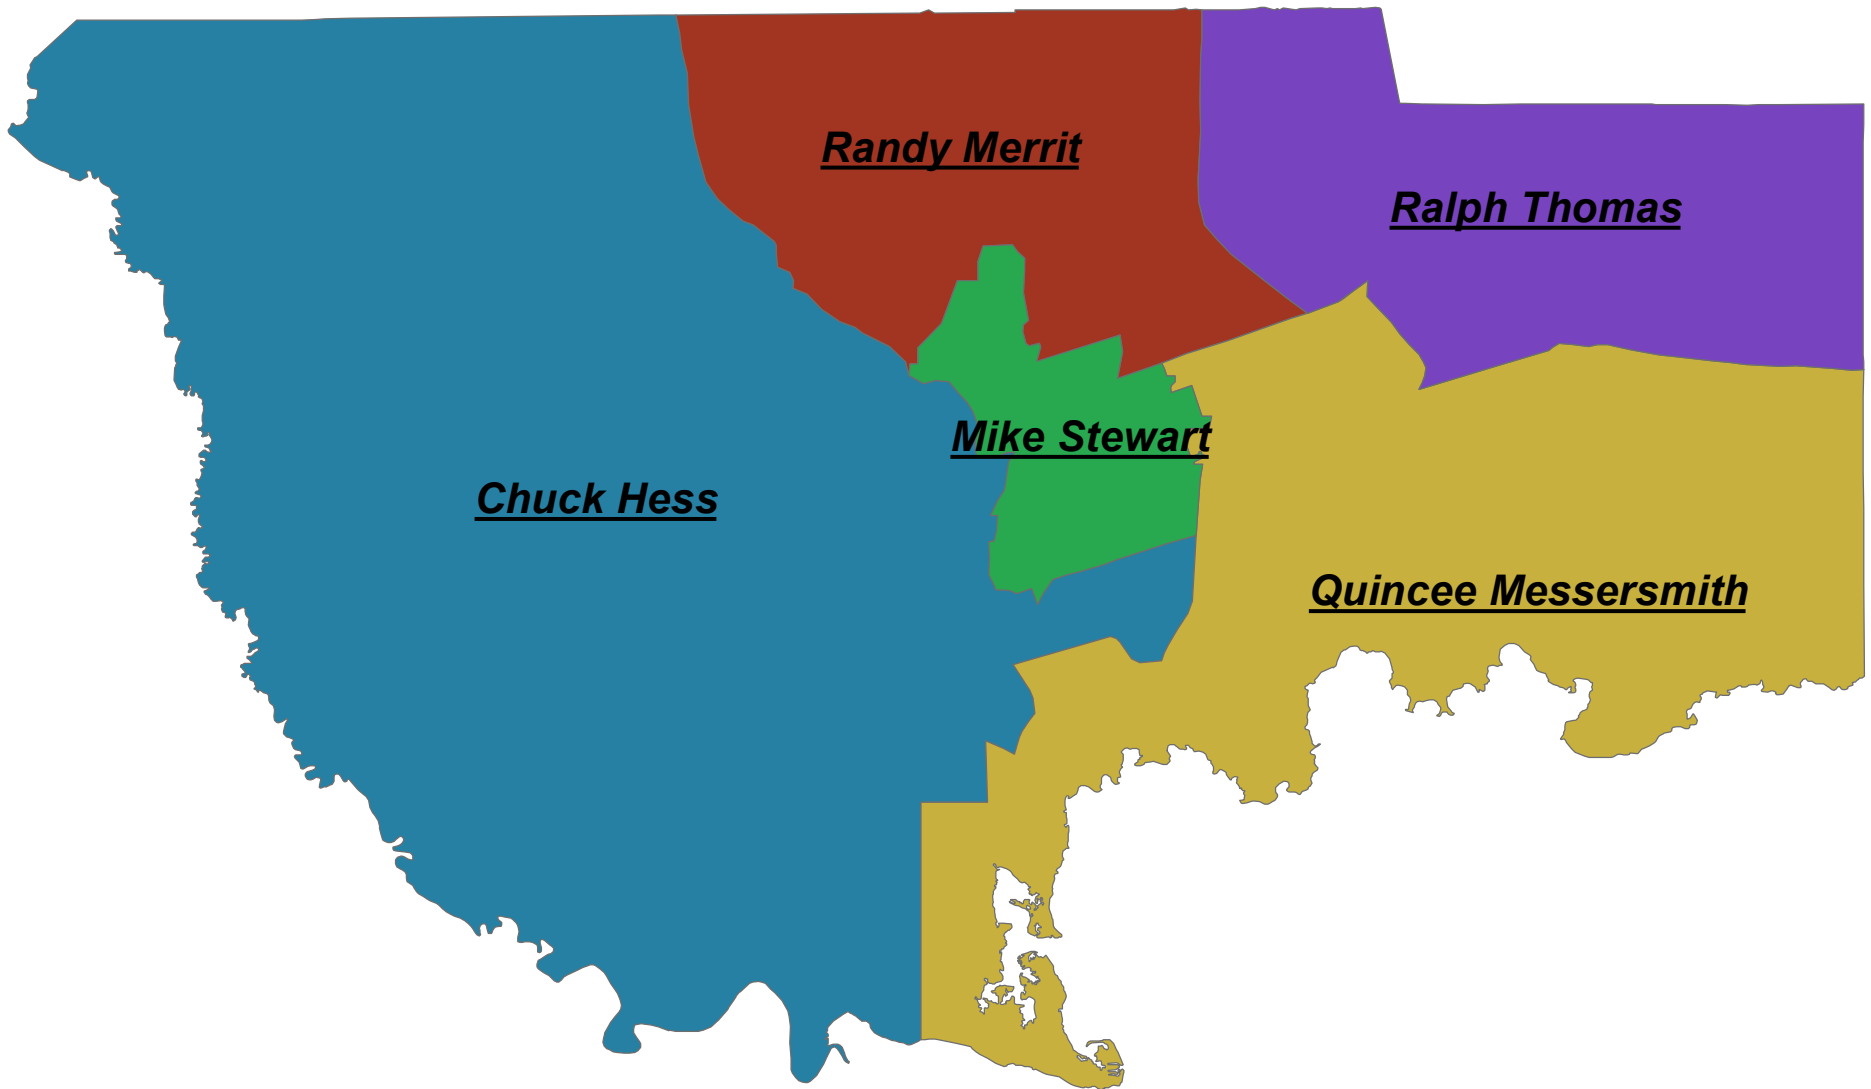 Randy Merrit
Ralph Thomas
Mike Stewart
Chuck Hess
Quincee Messersmith